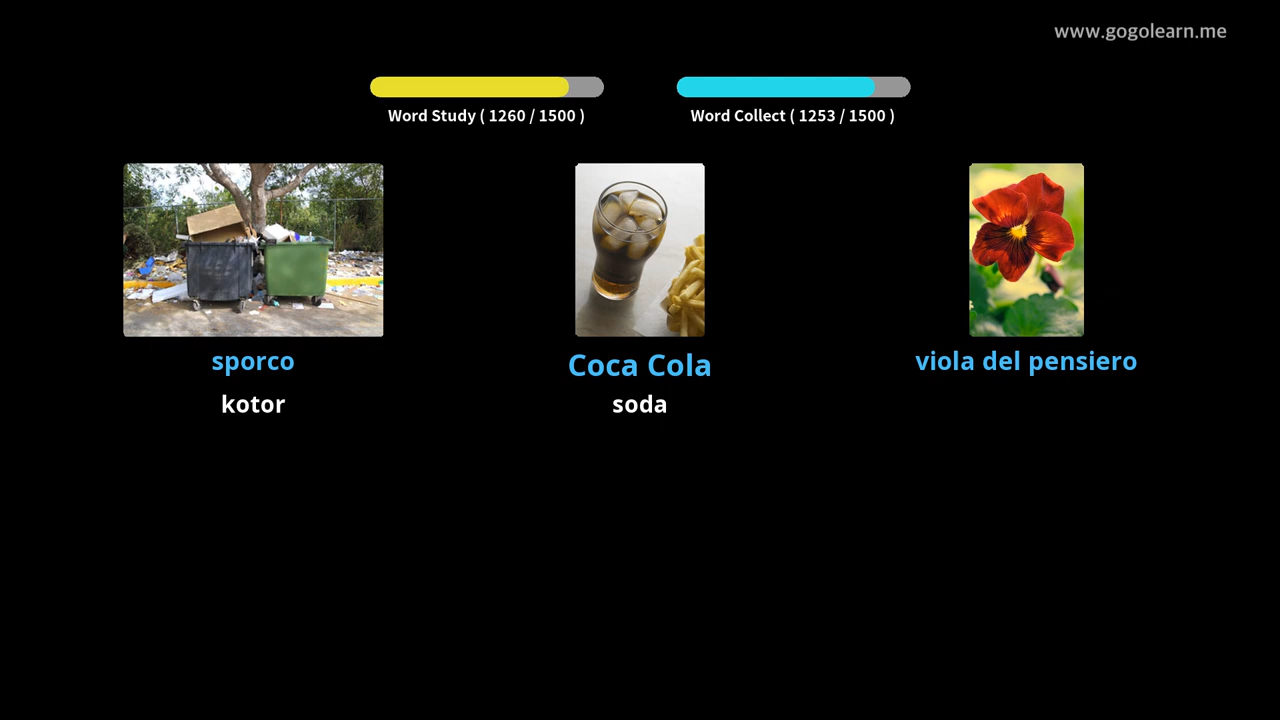 www.gogolearn.me
Word Study ( 1260 / 1500 )
Word Collect ( 1253 / 1500 )
sporco
Coca Cola
viola del pensiero
kotor
soda